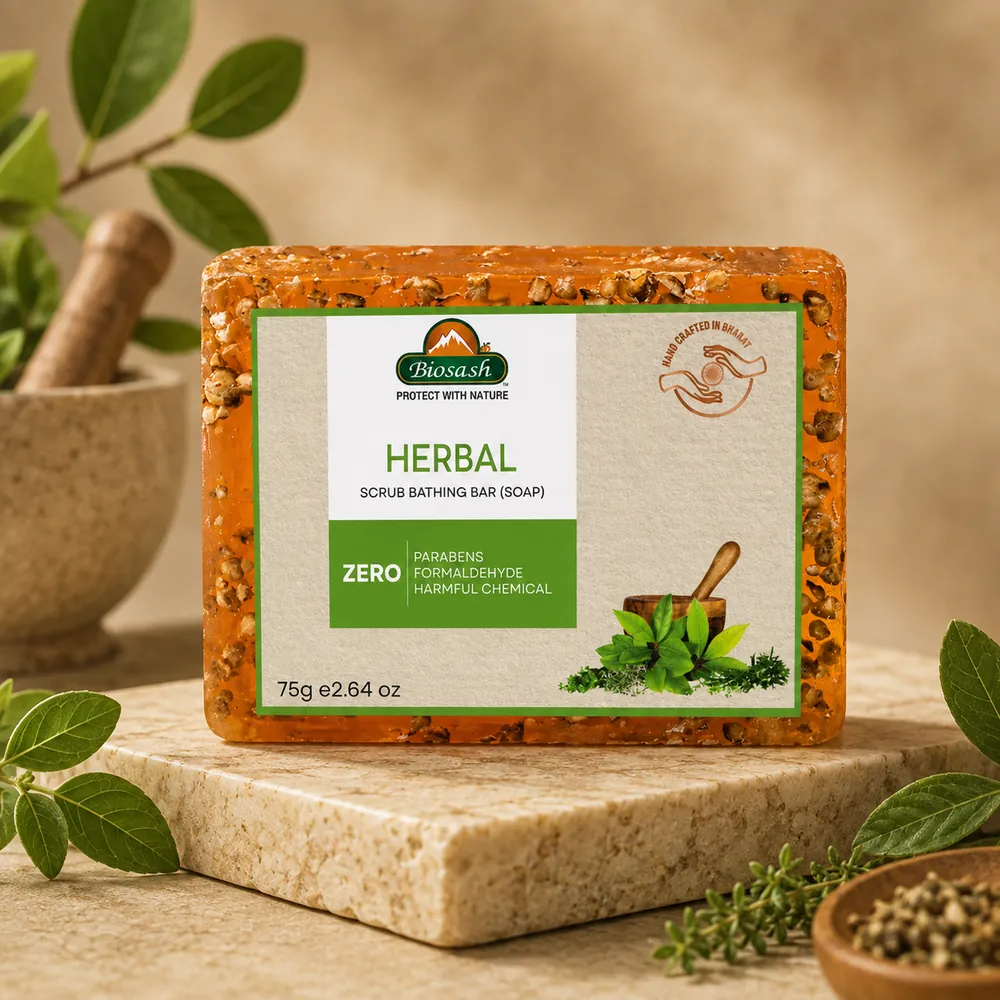 Biosash
TM
PROTECT WITH NATURE
HAND CRAFTED IN BHARAT
HERBAL
SCRUB BATHING BAR (SOAP)
ZERO
PARABENS
FORMALDEHYDE
HARMFUL CHEMICAL
75g e2.64 oz